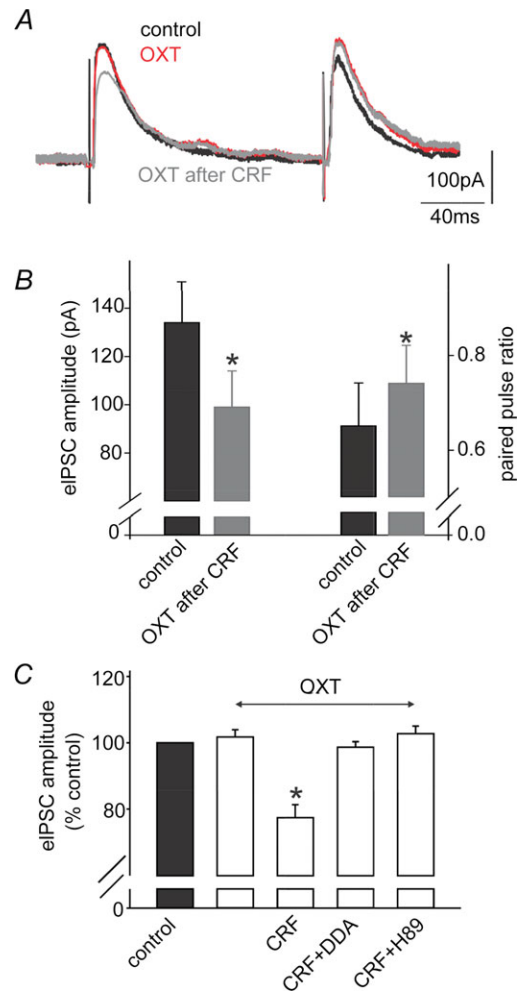 A
control
OXT
OXT after CRF
100pA
40ms
B
eIPSC amplitude (pA)
140
120
100
80
0
*
*
0.8
0.6
0.0
paired pulse ratio
control
OXT after CRF
control
OXT after CRF
C
eIPSC amplitude
(% control)
120
100
80
0
OXT
*
control
CRF
CRF+DDA
CRF+H89